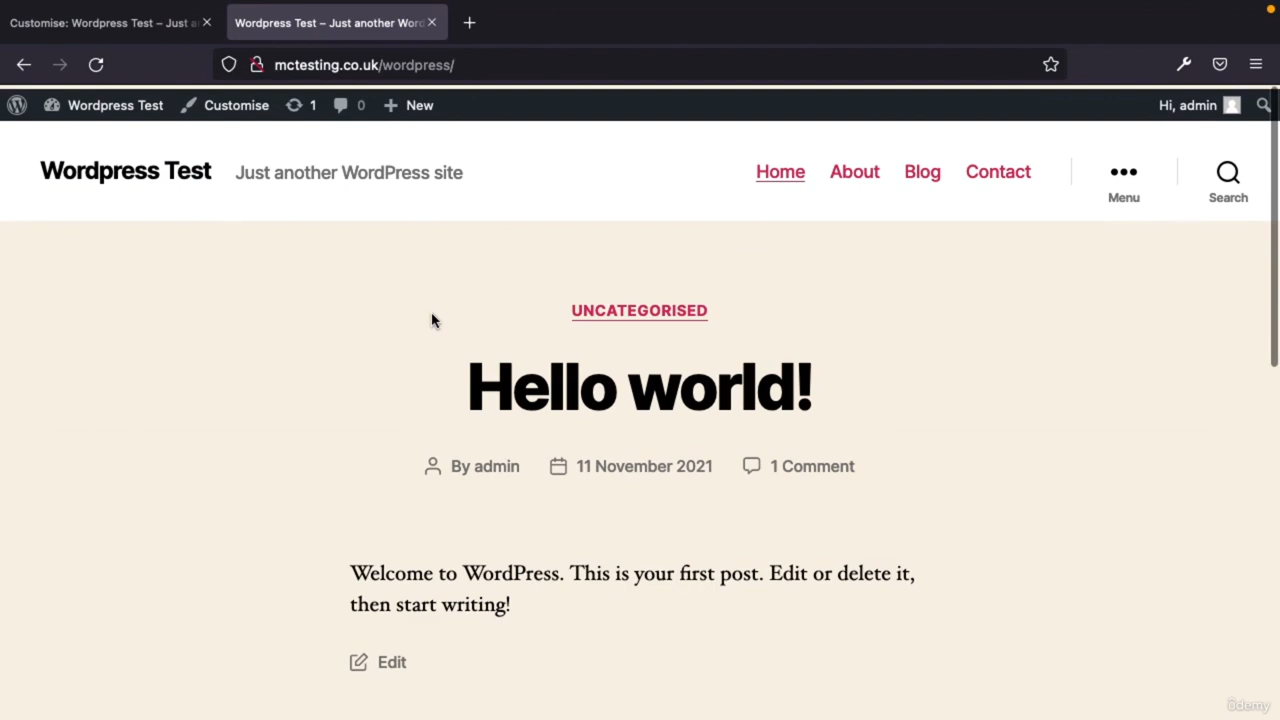 Customise: Wordpress Test – Just a
Wordpress Test – Just another Word
mctesting.co.uk/wordpress/
Wordpress Test
Customise
1
0
New
Hi, admin
Wordpress Test
Just another WordPress site
Home
About
Blog
Contact
Menu
Search
UNCATEGORISED
Hello world!
By admin
11 November 2021
1 Comment
Welcome to WordPress. This is your first post. Edit or delete it,
then start writing!
Edit
ûdemy